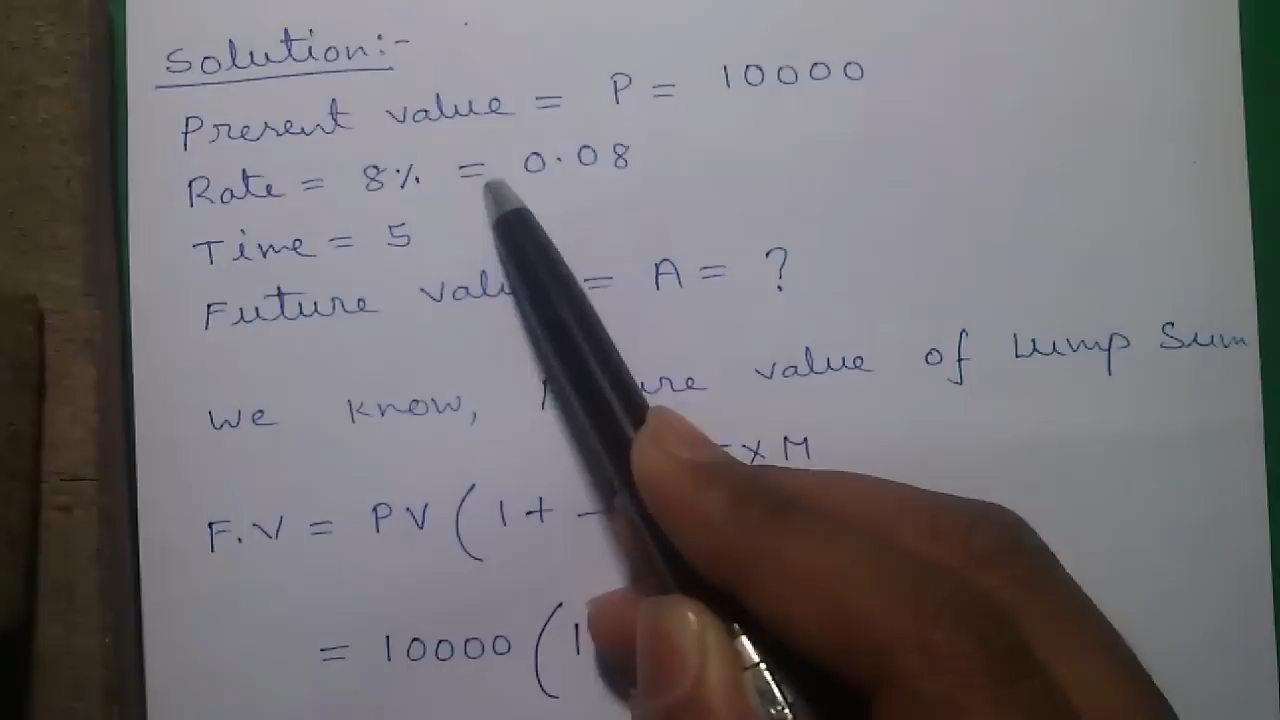 Solution:-
Present value = P = 10000
Rate = 8% = 0.08
Time = 5
Future = A = ?
We know, value of Lump Sum
× M
F.V = PV ( 1 +
= 10000 ( 1